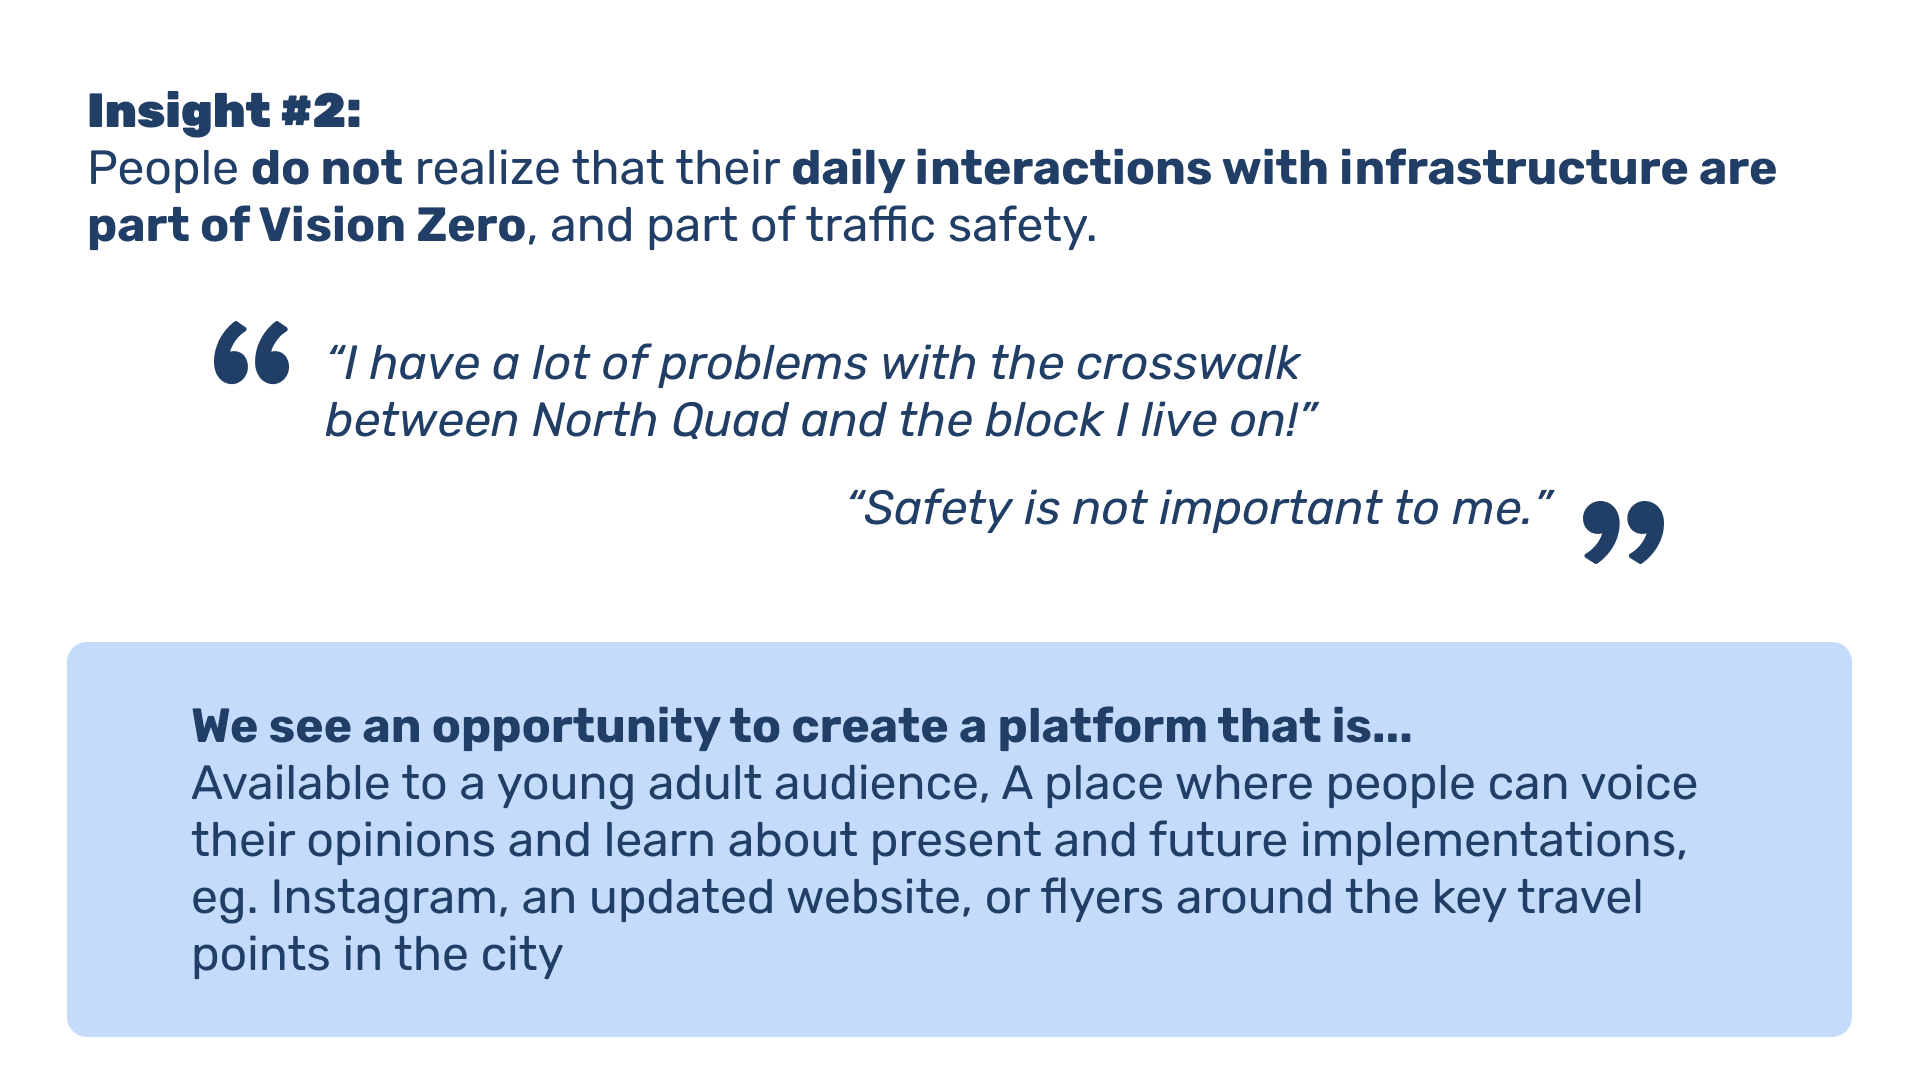 Insight #2:
People do not realize that their daily interactions with infrastructure are
part of Vision Zero, and part of traffic safety.
“I have a lot of problems with the crosswalk
between North Quad and the block I live on!”
“Safety is not important to me.”
We see an opportunity to create a platform that is...
Available to a young adult audience, A place where people can voice
their opinions and learn about present and future implementations,
eg. Instagram, an updated website, or flyers around the key travel
points in the city